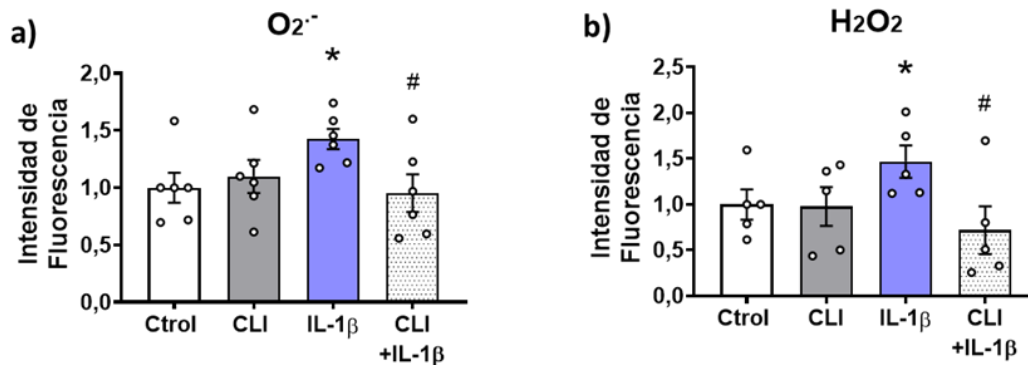 a)
O₂·-
*
#
Intensidad de
Fluorescencia
2,0
1,5
1,0
0,5
0,0
Ctrol
CLI
IL-1β
CLI
+IL-1β
b)
H₂O₂
*
#
Intensidad de
Fluorescencia
2,5
2,0
1,5
1,0
0,5
0,0
Ctrol
CLI
IL-1β
CLI
+IL-1β